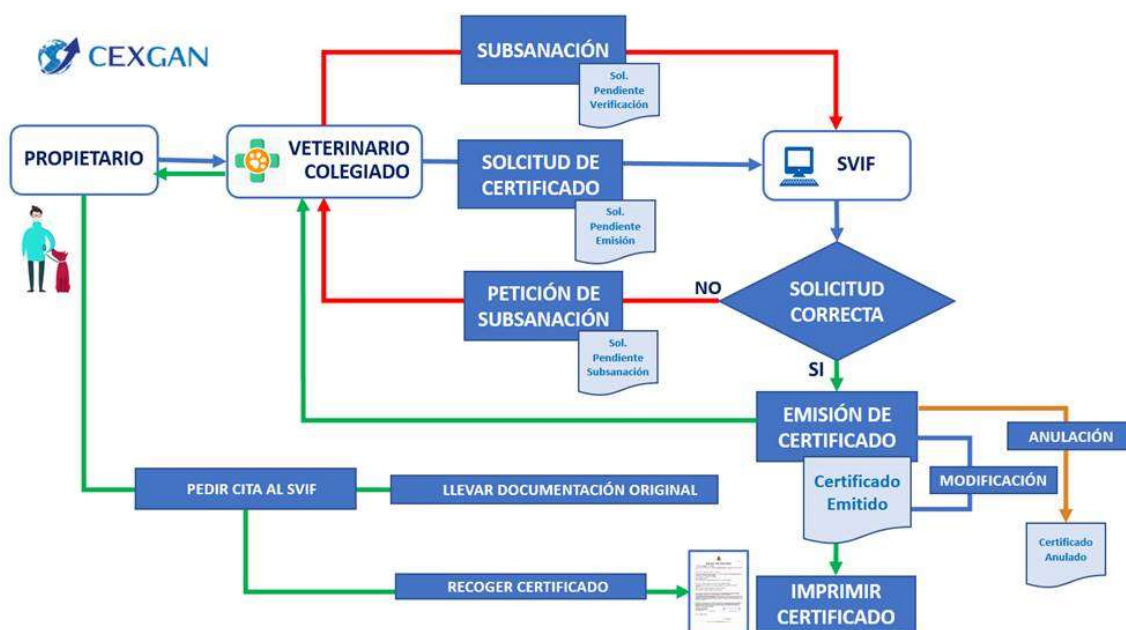 CEXGAN
SUBSANACIÓN
Sol.
Pendiente
Verificación
PROPIETARIO
VETERINARIO
COLEGIADO
SOLCITUD DE
CERTIFICADO
Sol.
Pendiente
Emisión
SVIF
PETICIÓN DE
SUBSANACIÓN
Sol.
Pendiente
Subsanación
NO
SOLICITUD
CORRECTA
SI
EMISIÓN DE
CERTIFICADO
Certificado
Emitido
ANULACIÓN
MODIFICACIÓN
Certificado
Anulado
PEDIR CITA AL SVIF
LLEVAR DOCUMENTACIÓN ORIGINAL
RECOGER CERTIFICADO
IMPRIMIR
CERTIFICADO